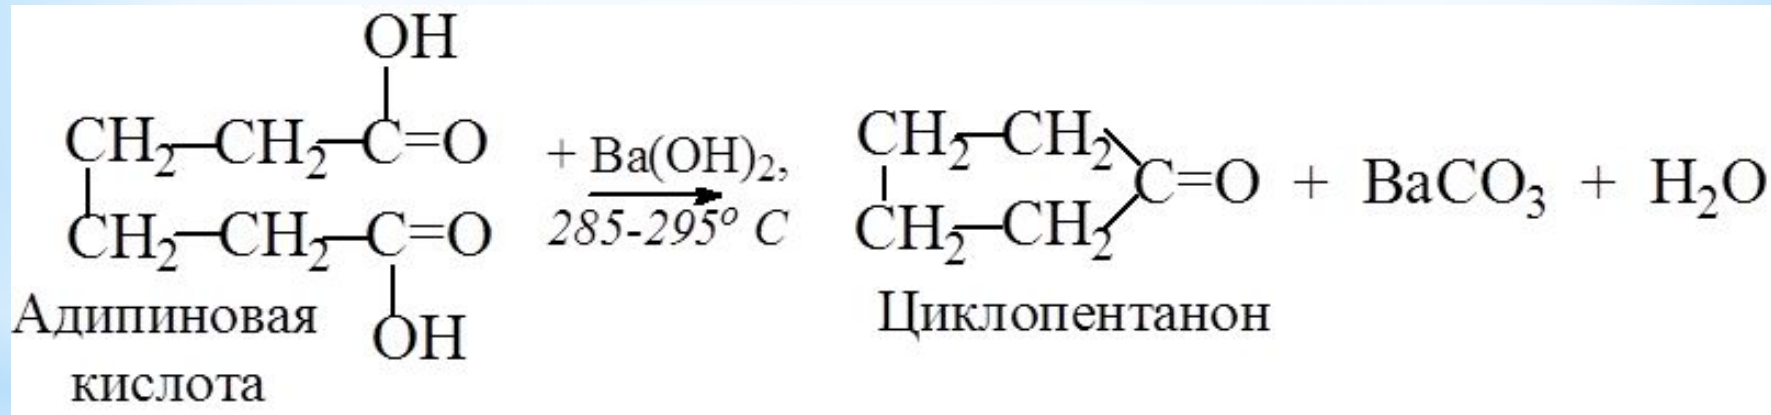 OH
CH₂—CH₂—C=O
CH₂—CH₂—C=O
OH
Адипиновая
кислота
+ Ba(OH)₂,
285-295º C
CH₂—CH₂
C=O + BaCO₃ + H₂O
CH₂—CH₂
Циклопентанон